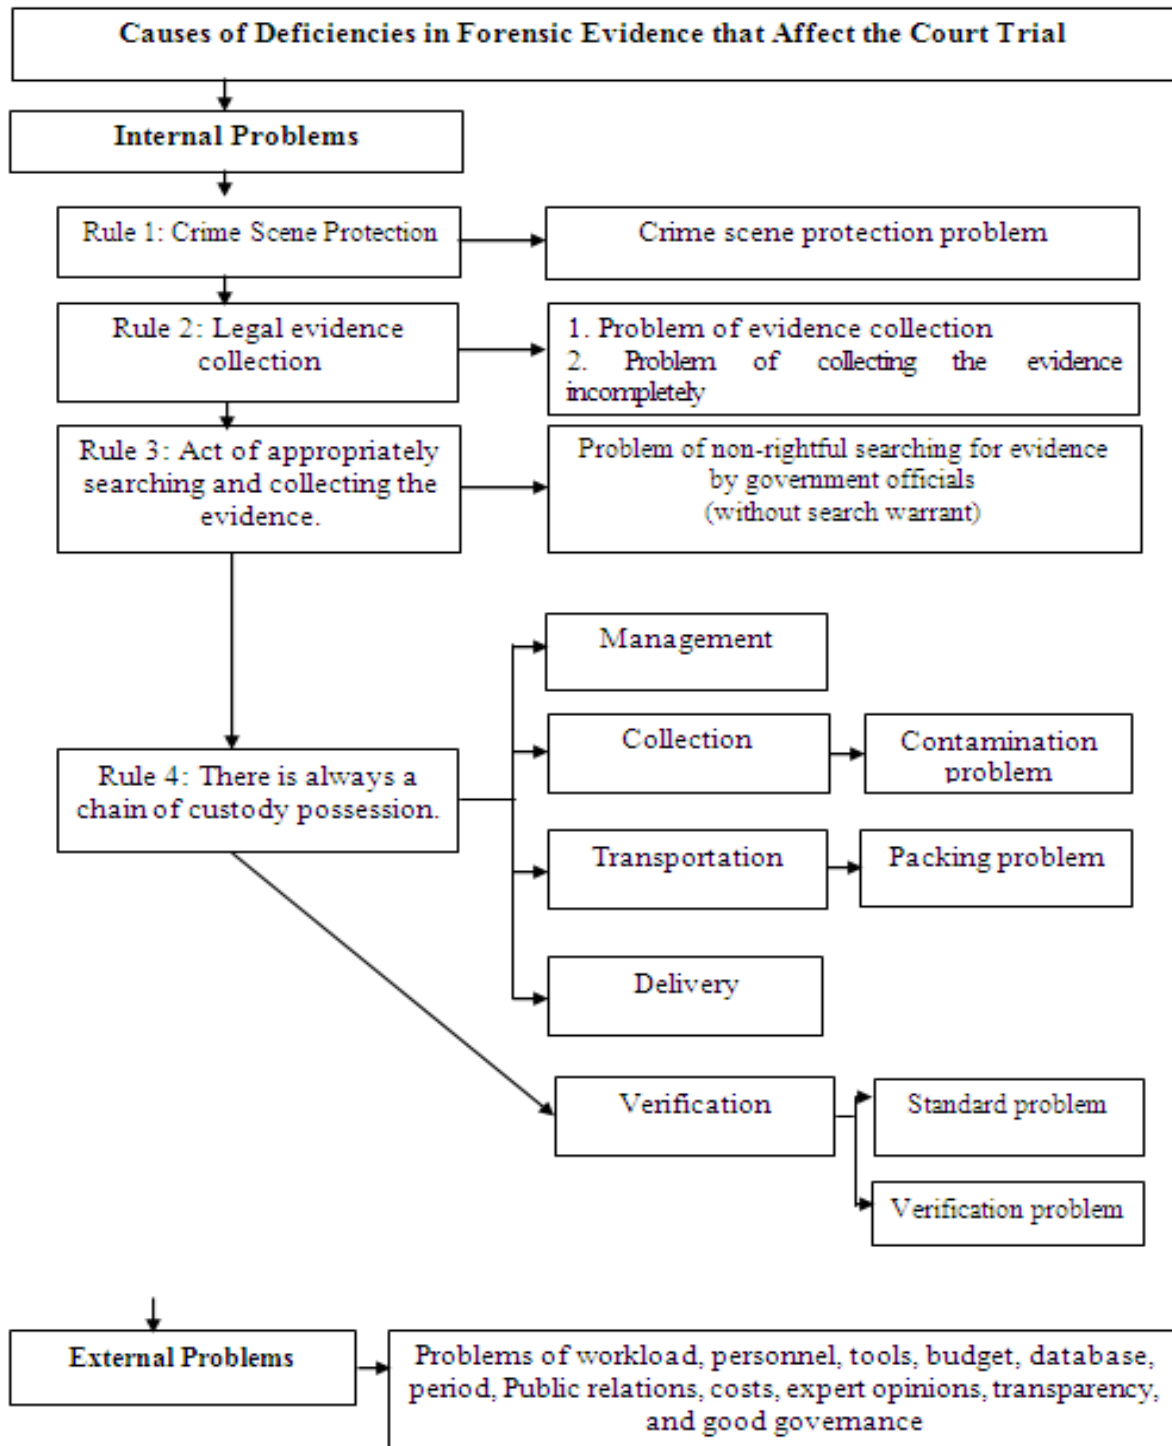 Causes of Deficiencies in Forensic Evidence that Affect the Court Trial
Internal Problems
Rule 1: Crime Scene Protection
Crime scene protection problem
Rule 2: Legal evidence
collection
1. Problem of evidence collection
2. Problem of collecting the evidence
incompletely
Rule 3: Act of appropriately
searching and collecting the
evidence.
Problem of non-rightful searching for evidence
by government officials
(without search warrant)
Rule 4: There is always a
chain of custody possession.
Management
Collection
Contamination
problem
Transportation
Packing problem
Delivery
Verification
Standard problem
Verification problem
External Problems
Problems of workload, personnel, tools, budget, database,
period, Public relations, costs, expert opinions, transparency,
and good governance